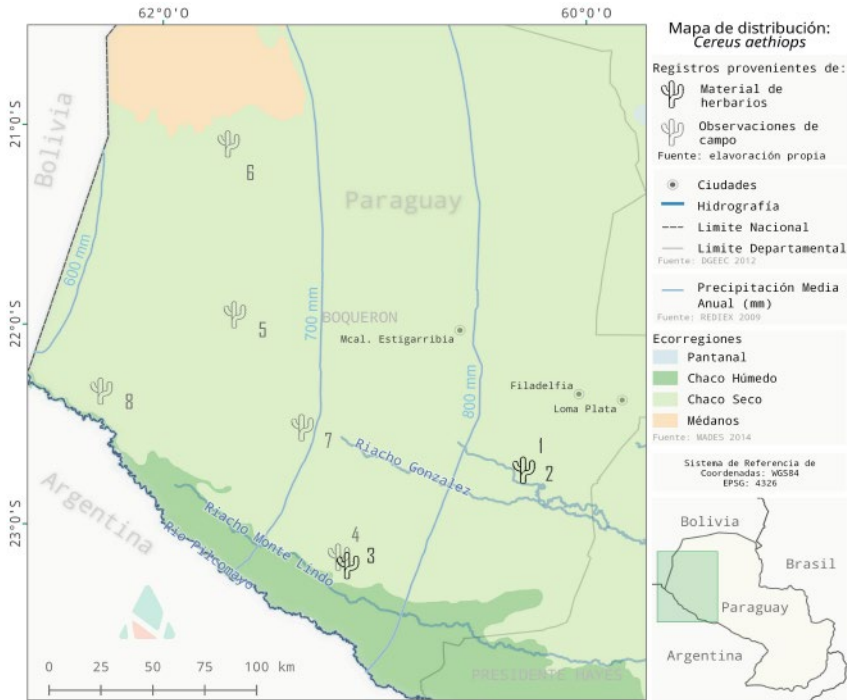 62°0'0
60°0'0
21°0'S
22°0'S
23°0'S
Bolivia
Paraguay
Argentina
BOQUERON
PRESIDENTE HAYES
600 mm
700 mm
800 mm
Mcal. Estigarribia
Filadelfia
Loma Plata
Riacho Gonzalez
Riacho Monte Lindo
Río Pilcomayo
6
5
8
7
1
2
4
3
0 25 50 75 100 km
Mapa de distribución:
Cereus aethiops
Registros provenientes de:
Material de
herbarios
Observaciones de
campo
Fuente: elavoración propia
Ciudades
Hidrografía
Limite Nacional
Limite Departamental
Fuente: DGEEC 2012
Precipitación Media
Anual (mm)
Fuente: REDIEX 2009
Ecorregiones
Pantanal
Chaco Húmedo
Chaco Seco
Médanos
Fuente: MADES 2014
Sistema de Referencia de
Coordenadas: WGS84
EPSG: 4326
Bolivia
Brasil
Paraguay
Argentina